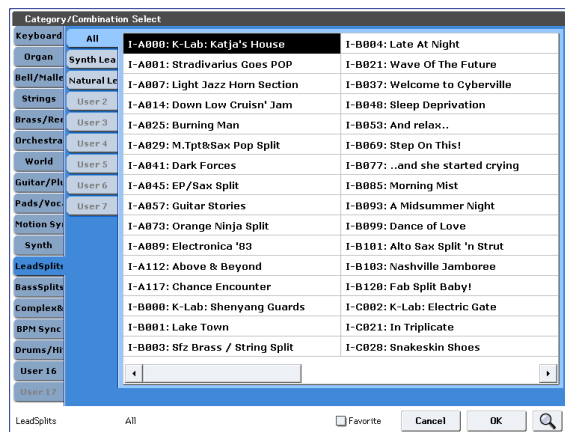 Category/Combination Select
Keyboard
Organ
Bell/Malle
Strings
Brass/Ree
Orchestra
World
Guitar/Plu
Pads/Voc
Motion Sy
Synth
LeadSplits
BassSplits
Complex&
BPM Sync
Drums/Hi
User 16
User 17
All
Synth Lea
Natural Le
User 2
User 3
User 4
User 5
User 6
User 7
I-A000: K-Lab: Katja's House
I-A001: Stradivarius Goes POP
I-A007: Light Jazz Horn Section
I-A014: Down Low Cruisn' Jam
I-A025: Burning Man
I-A029: M.Tpt&Sax Pop Split
I-A041: Dark Forces
I-A045: EP/Sax Split
I-A057: Guitar Stories
I-A073: Orange Ninja Split
I-A089: Electronica '83
I-A112: Above & Beyond
I-A117: Chance Encounter
I-B000: K-Lab: Shenyang Guards
I-B001: Lake Town
I-B003: Sfz Brass / String Split
I-B004: Late At Night
I-B021: Wave Of The Future
I-B037: Welcome to Cyberville
I-B048: Sleep Deprivation
I-B053: And relax..
I-B069: Step On This!
I-B077: ..and she started crying
I-B085: Morning Mist
I-B093: A Midsummer Night
I-B099: Dance of Love
I-B101: Alto Sax Split 'n Strut
I-B103: Nashville Jamboree
I-B120: Fab Split Baby!
I-C002: K-Lab: Electric Gate
I-C021: In Triplicate
I-C028: Snakeskin Shoes
LeadSplits
All
Favorite
Cancel
OK